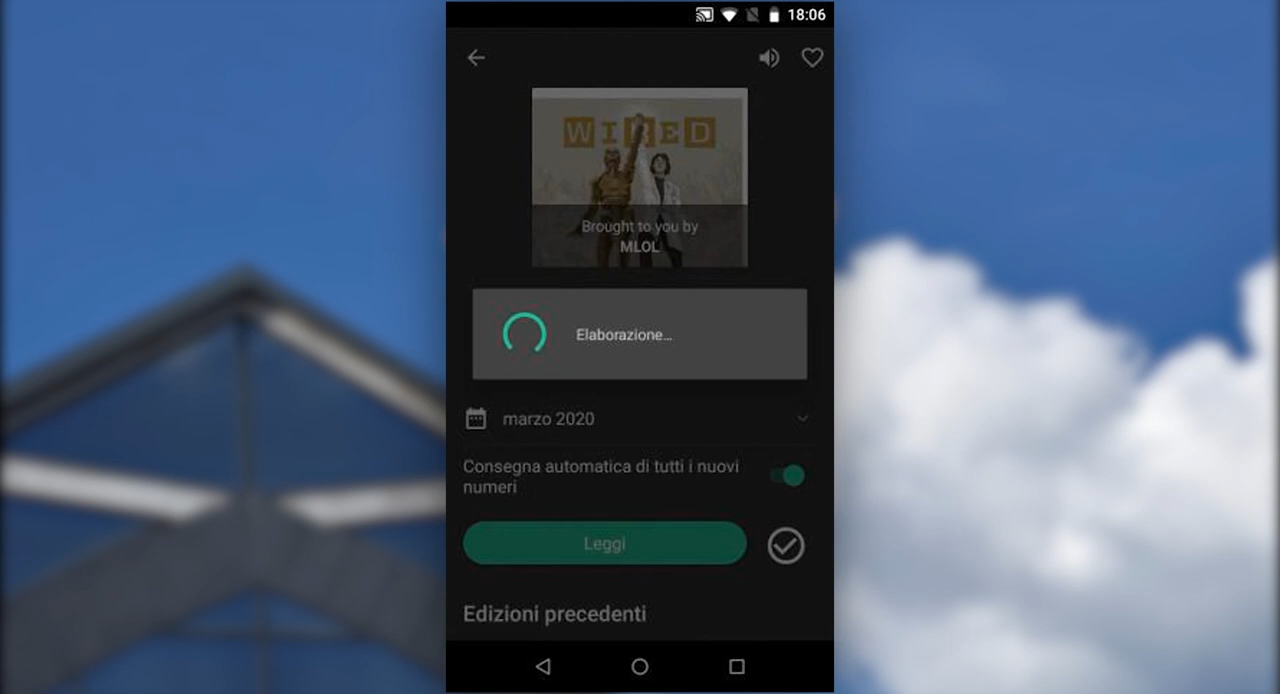 18:06
WIRED
Brought to you by
MLOL
Elaborazione...
marzo 2020
Consegna automatica di tutti i nuovi
numeri
Leggi
Edizioni precedenti